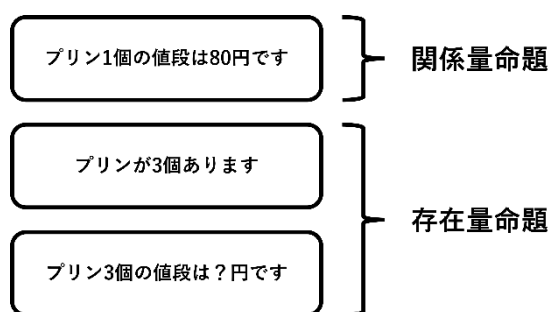 プリン1個の値段は80円です
関係量命題
プリンが3個あります
存在量命題
プリン3個の値段は？円です